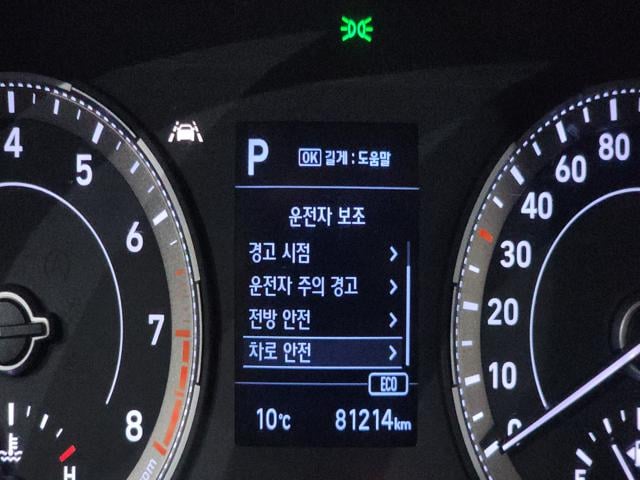 P
OK 길게 : 도움말
운전자 보조
경고 시점
운전자 주의 경고
전방 안전
차로 안전
ECO
10℃
81214km
4
5
6
7
8
H
80
60
40
30
20
10
0